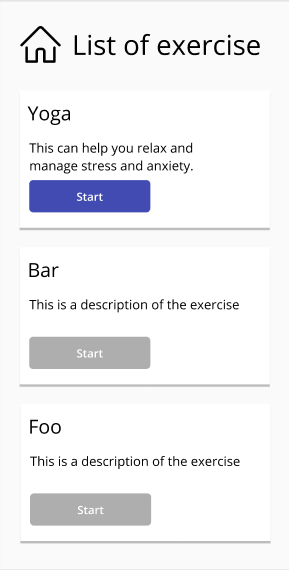 List of exercise
Yoga
This can help you relax and
manage stress and anxiety.
Start
Bar
This is a description of the exercise
Start
Foo
This is a description of the exercise
Start